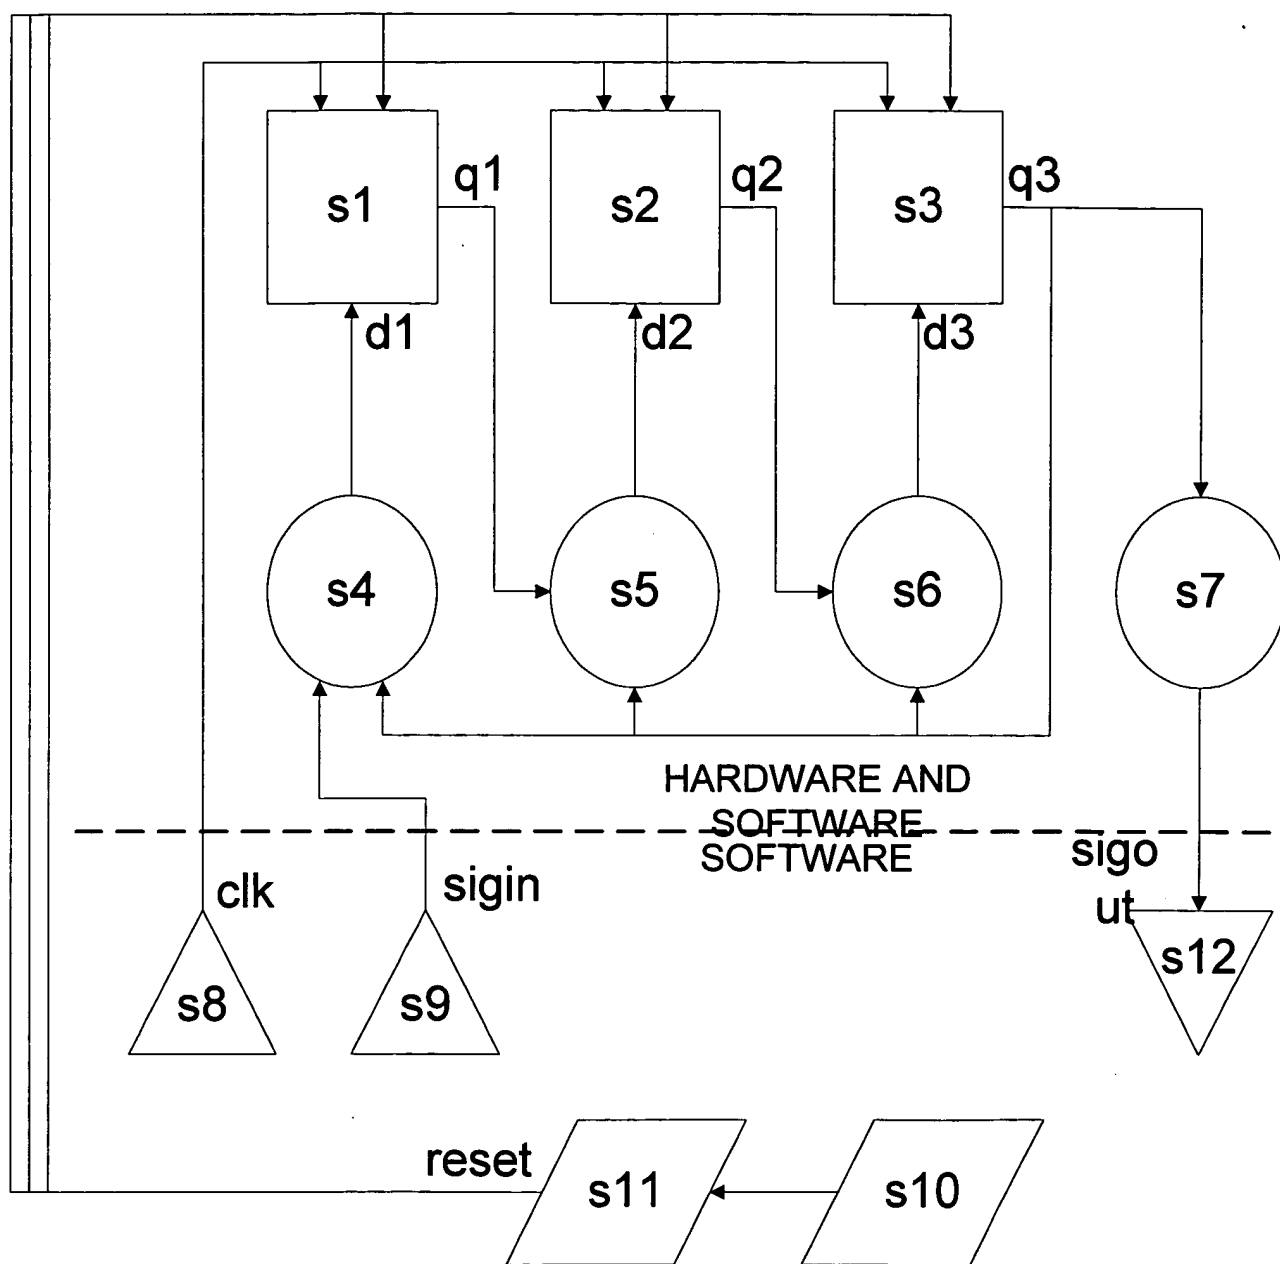 q1
q2
q3
s1
s2
s3
d1
d2
d3
s4
s5
s6
s7
HARDWARE AND
SOFTWARE
SOFTWARE
clk
sigin
sigo
ut
s8
s9
s12
reset
s11
s10